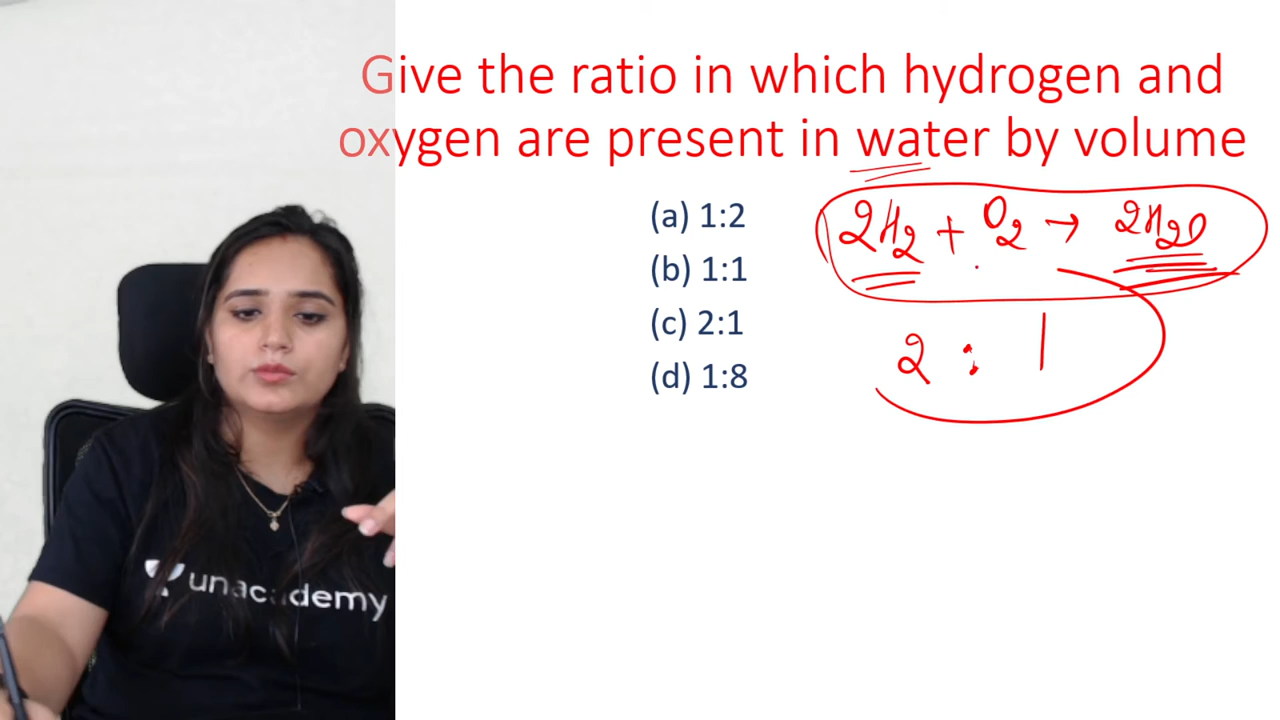 Give the ratio in which hydrogen and
oxygen are present in water by volume
(a) 1:2
(b) 1:1
(c) 2:1
(d) 1:8
2H₂ + O₂ → 2H₂O
2 : 1
unacademy